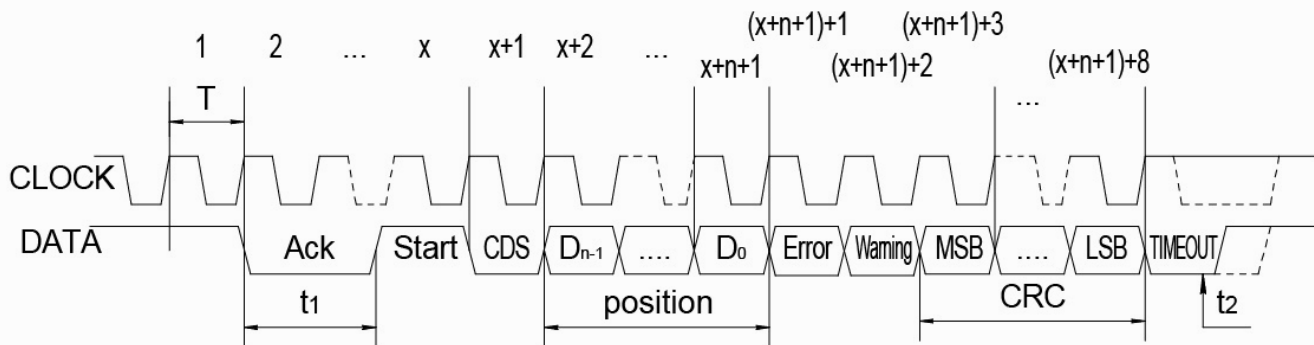 (x+n+1)+1 (x+n+1)+3
1 2 ... x x+1 x+2 ... x+n+1 (x+n+1)+2 (x+n+1)+8
T ...
CLOCK
DATA Ack Start CDS Dn-1 .... D0 Error Warning MSB .... LSB TIMEOUT
t1 position CRC t2